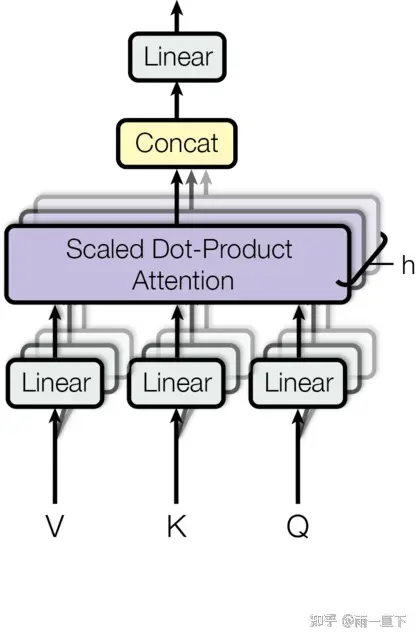 Linear
Concat
Scaled Dot-Product
Attention
h
Linear
Linear
Linear
V
K
Q
知乎 @雨一直下